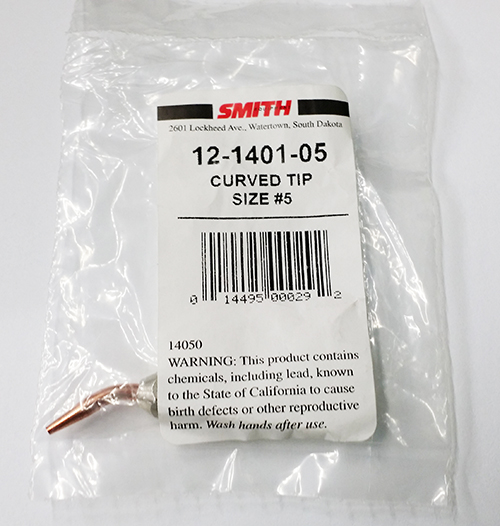 SMITH
2601 Lockheed Ave., Watertown, South Dakota
12-1401-05
CURVED TIP
SIZE #5
0 14495 00029 2
14050
WARNING: This product contains
chemicals, including lead, known
to the State of California to cause
birth defects or other reproductive
harm. Wash hands after use.